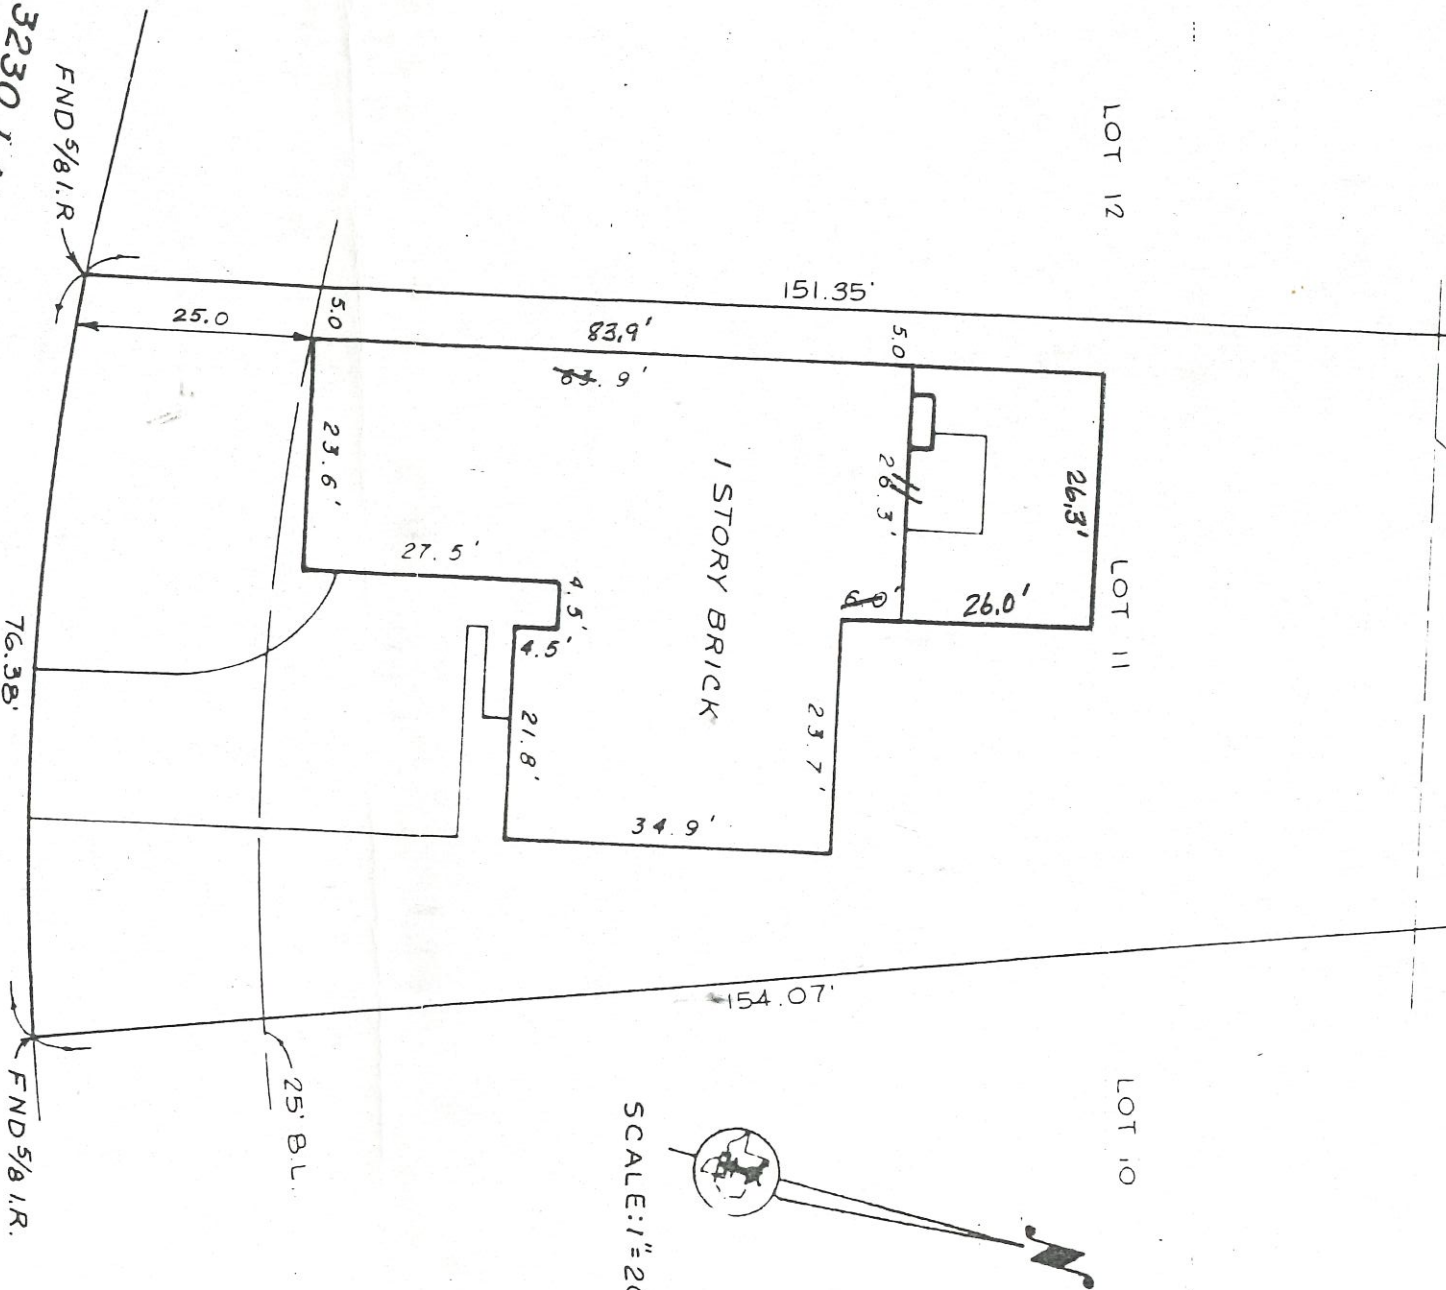 LOT 12
LOT 11
LOT 10
3230
FND 5/8 I.R
151.35'
25.0
5.0
83.9'
63.9'
5.0
23.6'
27.5'
4.5'
4.5'
21.8'
1 STORY BRICK
26.3'
26.3'
6.0'
26.0'
23.7'
34.9'
76.38'
154.07'
25' B.L.
FND 5/8 I.R.
SCALE: 1"=20
N